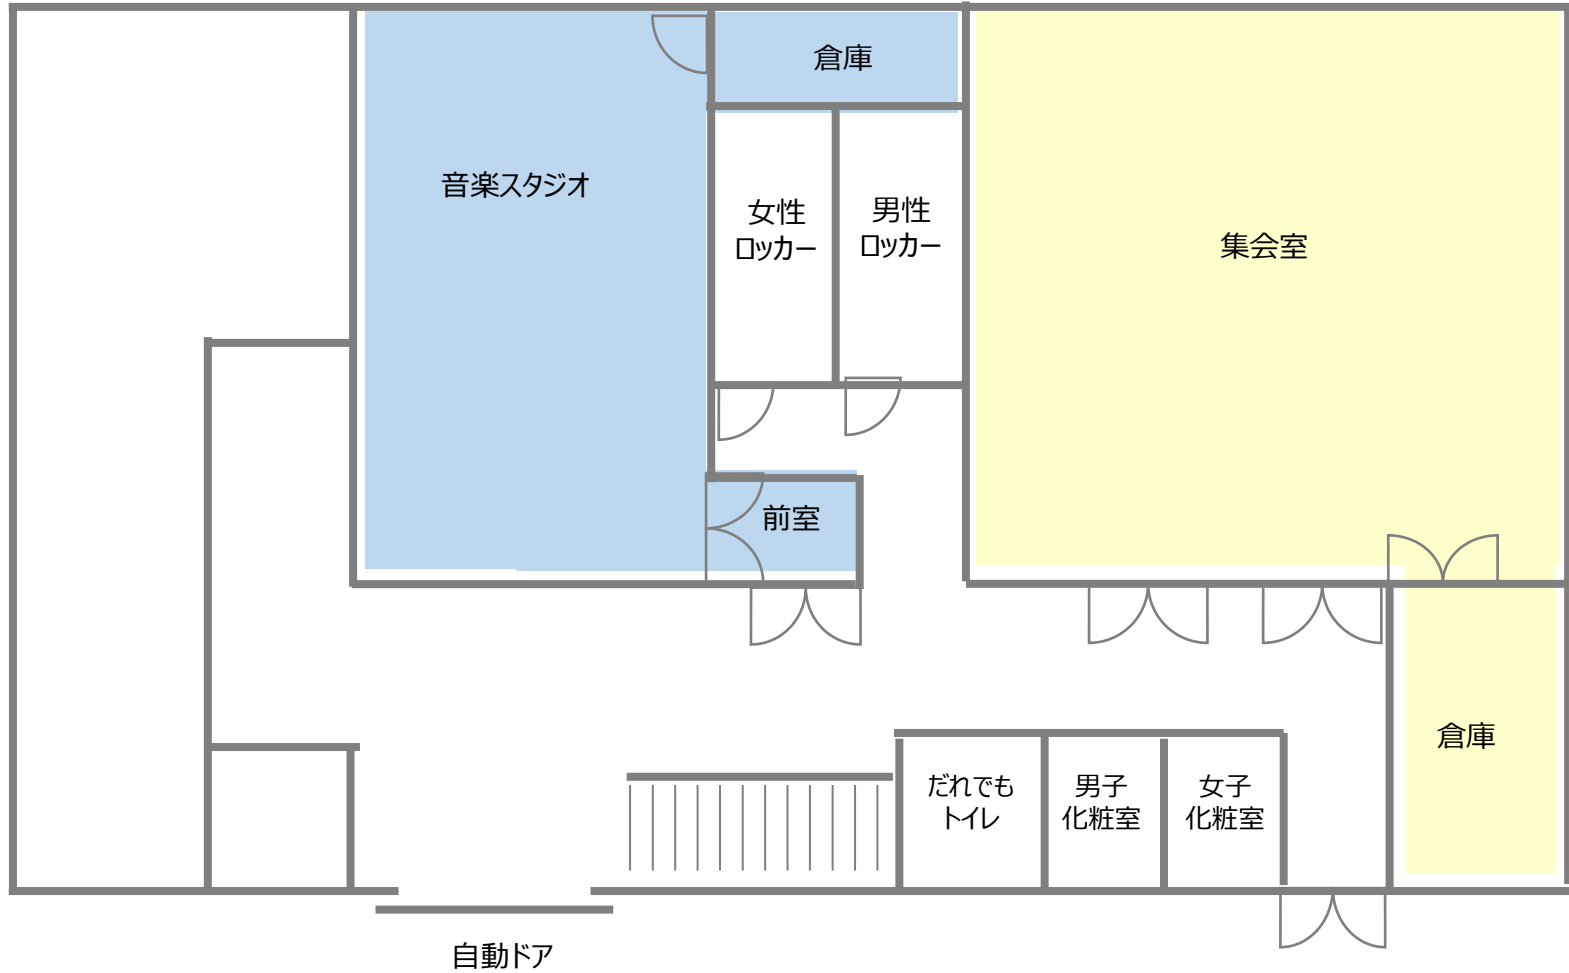 倉庫
音楽スタジオ
女性
ロッカー
男性
ロッカー
集会室
前室
倉庫
だれでも
トイレ
男子
化粧室
女子
化粧室
自動ドア